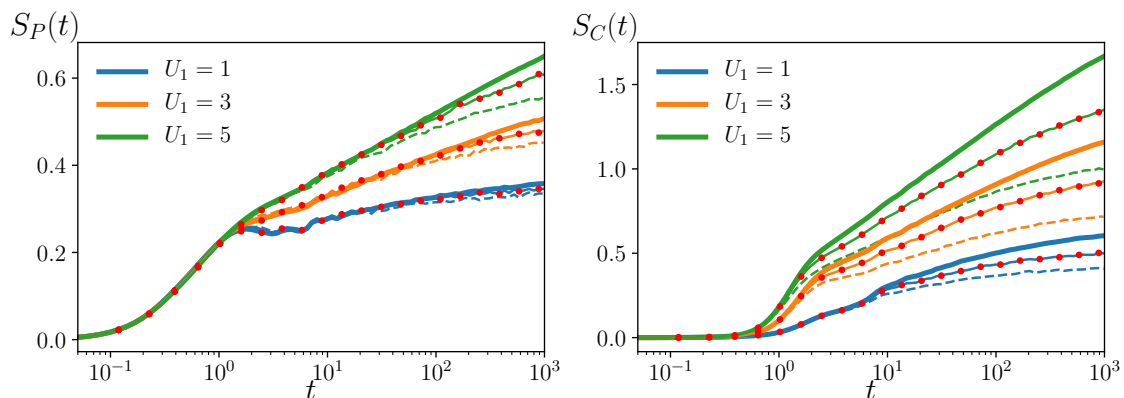 S_P(t)
U_1 = 1
U_1 = 3
U_1 = 5
0.6
0.4
0.2
0.0
10^{-1} 10^0 10^1 10^2 10^3
t
S_C(t)
U_1 = 1
U_1 = 3
U_1 = 5
1.5
1.0
0.5
0.0
10^{-1} 10^0 10^1 10^2 10^3
t